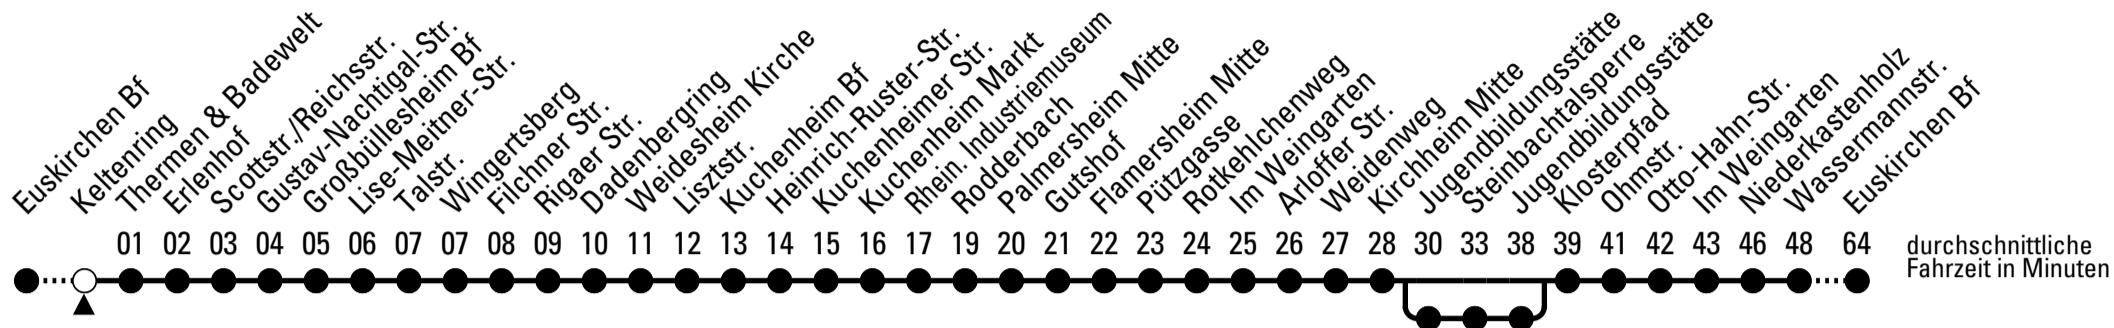 Euskirchen Bf
Keltenring
Thermen & Badewelt
Erlenhof
Scottstr./Reichsstr.
Gustav-Nachtigal-Str.
Großbüllesheim Bf
Lise-Meitner-Str.
Talstr.
Wingertsberg
Filchner Str.
Rigaer Str.
Dadenbergring
Weidesheim Kirche
Lisztstr.
Kuchenheim Bf
Heinrich-Ruster-Str.
Kuchenheimer Str.
Kuchenheim Markt
Rhein. Industriemuseum
Rodderbach
Palmersheim Mitte
Gutshof
Flamersheim Mitte
Pützgasse
Rotkehlchenweg
Im Weingarten
Arloffer Str.
Weidenweg
Kirchheim Mitte
Jugendbildungsstätte
Steinbachtalsperre
Jugendbildungsstätte
Klosterpfad
Ohmstr.
Otto-Hahn-Str.
Im Weingarten
Niederkastenholz
Wassermannstr.
Euskirchen Bf
01 02 03 04 05 06 07 07 08 09 10 11 12 13 14 15 16 17 19 20 21 22 23 24 25 26 27 28 30 33 38 39 41 42 43 46 48 64
durchschnittliche
Fahrzeit in Minuten